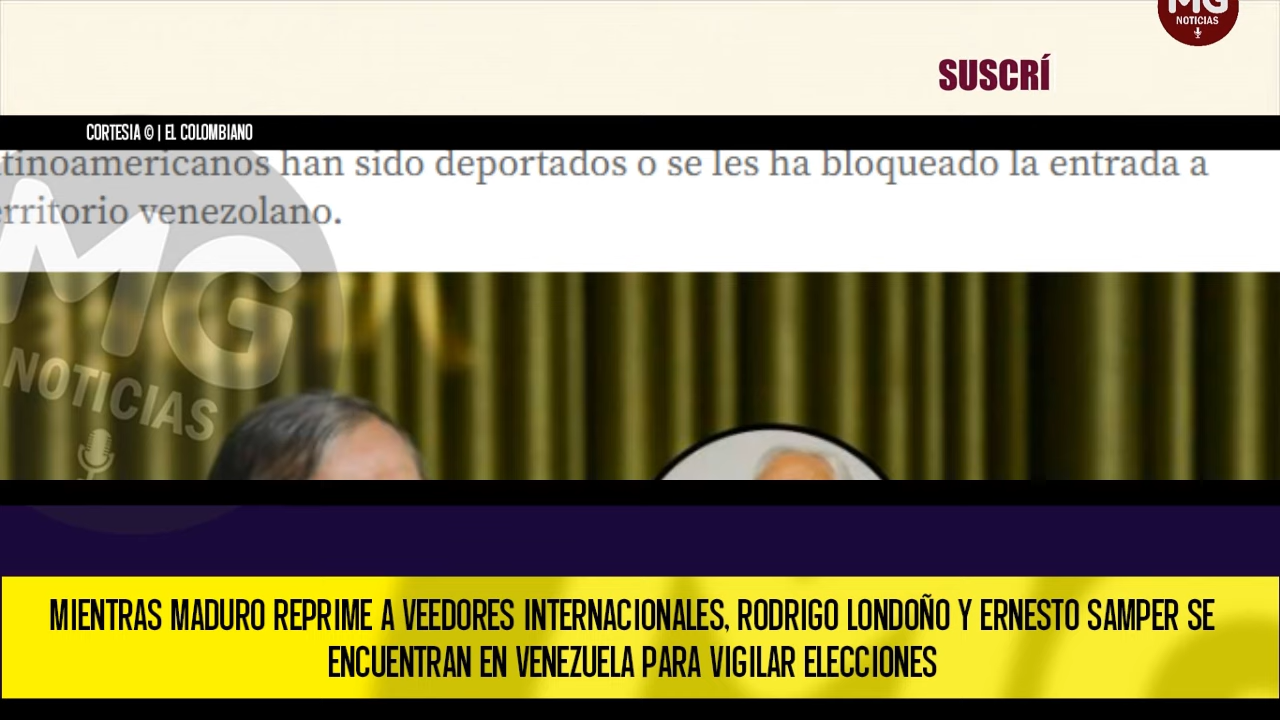 MG
NOTICIAS
SUSCRÍ
CORTESIA © | EL COLOMBIANO
tinoamericanos han sido deportados o se les ha bloqueado la entrada a
erritorio venezolano.
MG
NOTICIAS
MIENTRAS MADURO REPRIME A VEEDORES INTERNACIONALES, RODRIGO LONDOÑO Y ERNESTO SAMPER SE
ENCUENTRAN EN VENEZUELA PARA VIGILAR ELECCIONES